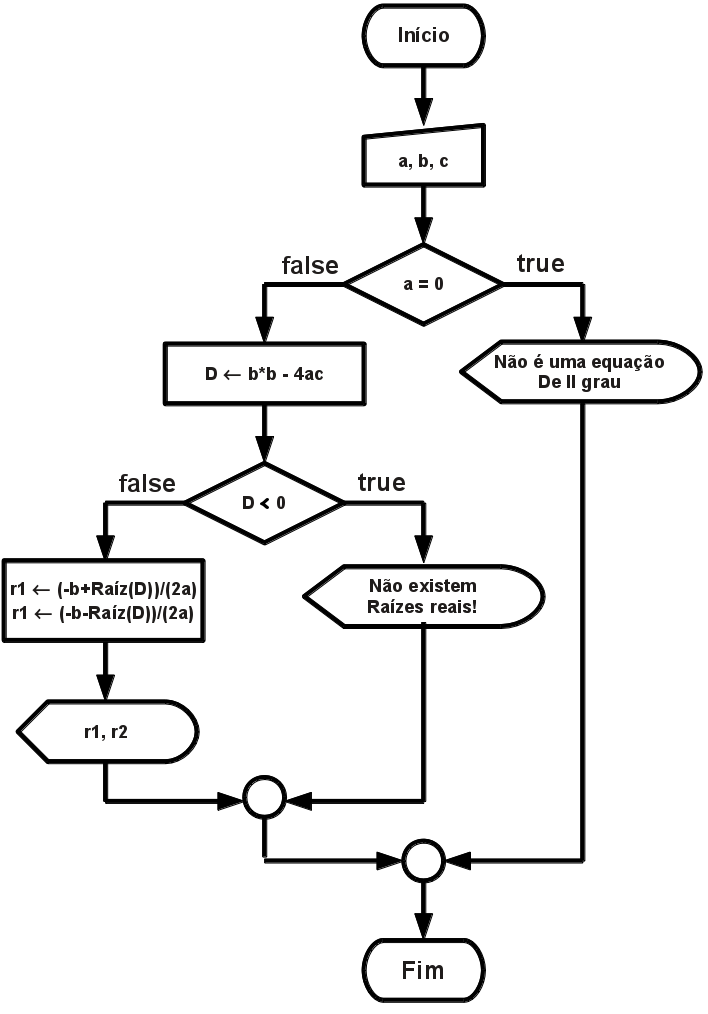 Início
a, b, c
false
true
a = 0
D ← b*b - 4ac
Não é uma equação
De II grau
false
true
D < 0
r1 ← (-b+Raíz(D))/(2a)
r1 ← (-b-Raíz(D))/(2a)
Não existem
Raízes reais!
r1, r2
Fim